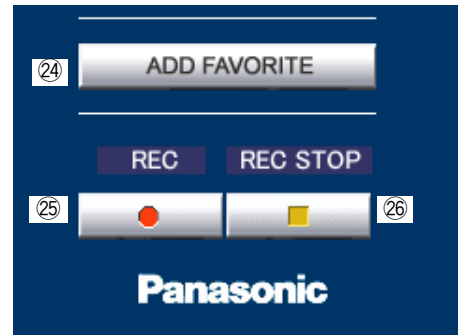 ㉔ ADD FAVORITE
REC REC STOP
㉕ ㉖
Panasonic